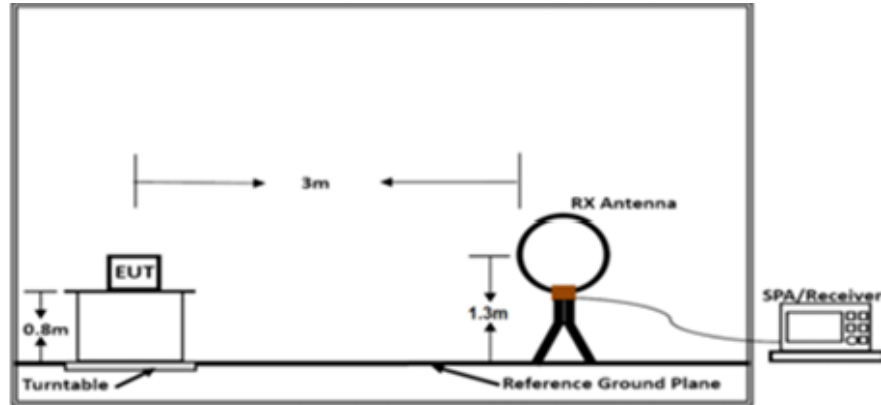 3m
RX Antenna
EUT
SPA/Receiver
0.8m
1.3m
Turntable
Reference Ground Plane